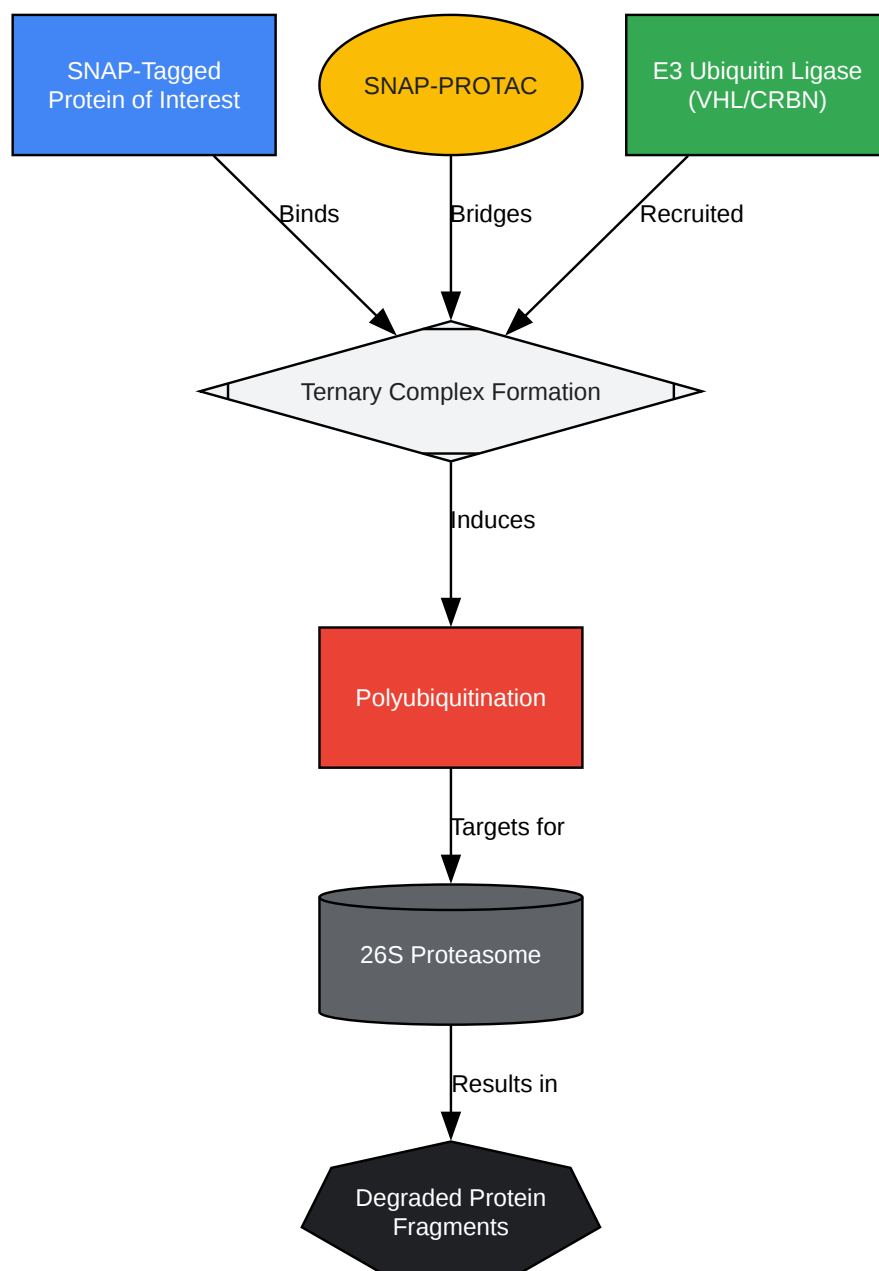 SNAP-Tagged
Protein of Interest
SNAP-PROTAC
E3 Ubiquitin Ligase
(VHL/CRBN)
Binds
Bridges
Recruited
Ternary Complex Formation
Induces
Polyubiquitination
Targets for
26S Proteasome
Results in
Degraded Protein
Fragments